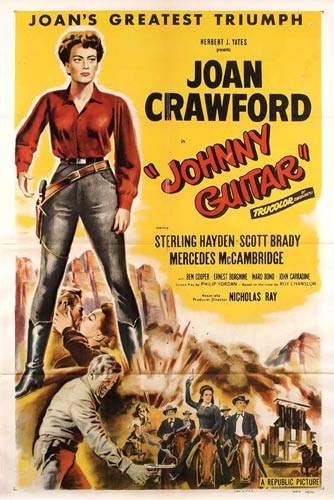 JOAN'S GREATEST TRIUMPH
HERBERT J. YATES
presents
JOAN
CRAWFORD
in
"JOHNNY
GUITAR"
TRUCOLOR
starring
STERLING HAYDEN · SCOTT BRADY
MERCEDES McCAMBRIDGE
with BEN COOPER · ERNEST BORGNINE · WARD BOND · JOHN CARRADINE
Screen Play by PHILIP YORDAN · Based on the novel by ROY CHANSLOR
Associate
Producer-Director NICHOLAS RAY
A REPUBLIC PICTURE